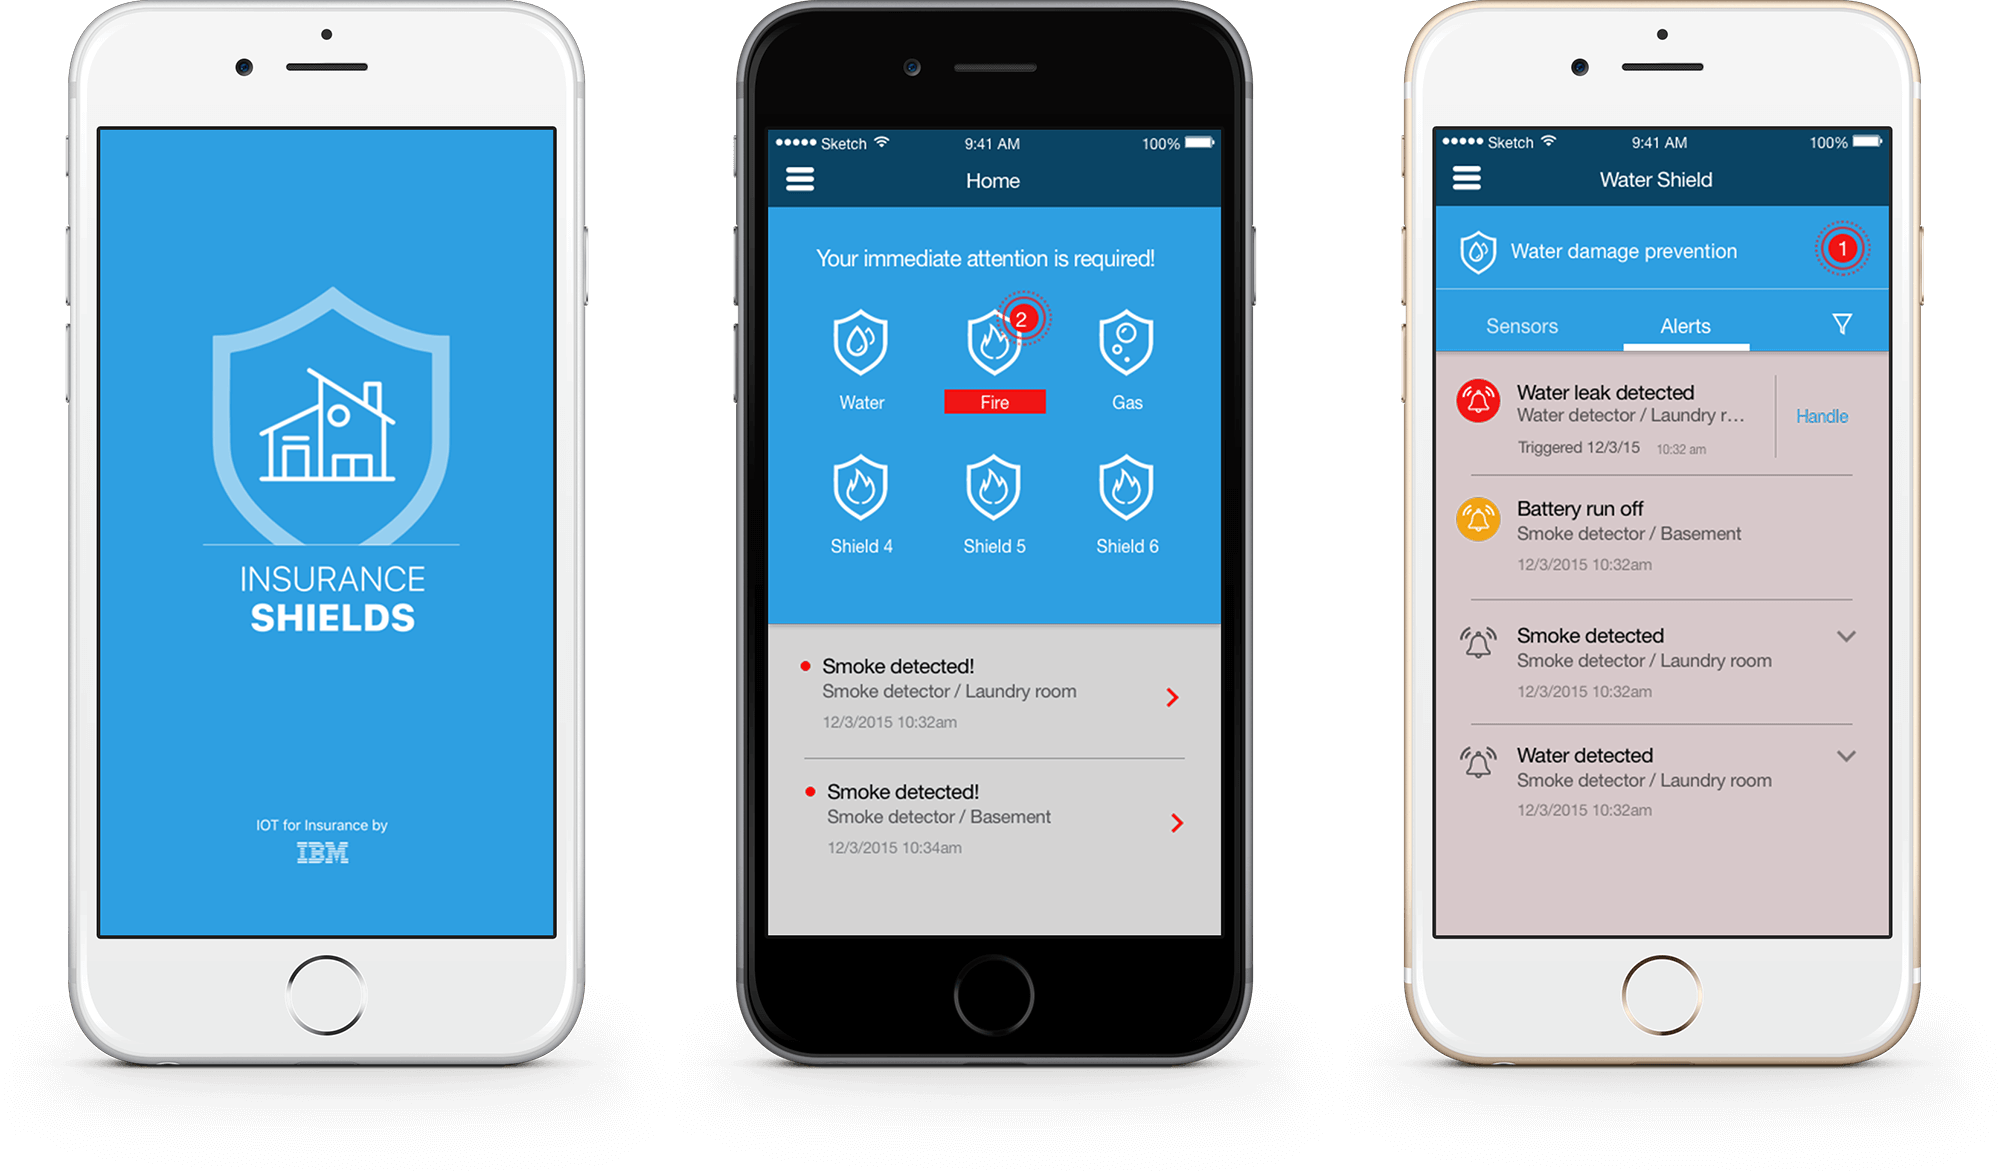 INSURANCE
SHIELDS
IOT for Insurance by
IBM
Sketch 9:41 AM 100%
Home
Your immediate attention is required!
2
Water Fire Gas
Shield 4 Shield 5 Shield 6
Smoke detected!
Smoke detector / Laundry room
12/3/2015 10:32am
Smoke detected!
Smoke detector / Basement
12/3/2015 10:34am
Sketch 9:41 AM 100%
Water Shield
Water damage prevention 1
Sensors Alerts
Water leak detected
Water detector / Laundry r...
Handle
Triggered 12/3/15 10:32 am
Battery run off
Smoke detector / Basement
12/3/2015 10:32am
Smoke detected
Smoke detector / Laundry room
12/3/2015 10:32am
Water detected
Smoke detector / Laundry room
12/3/2015 10:32am